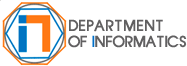 DEPARTMENT
OF INFORMATICS